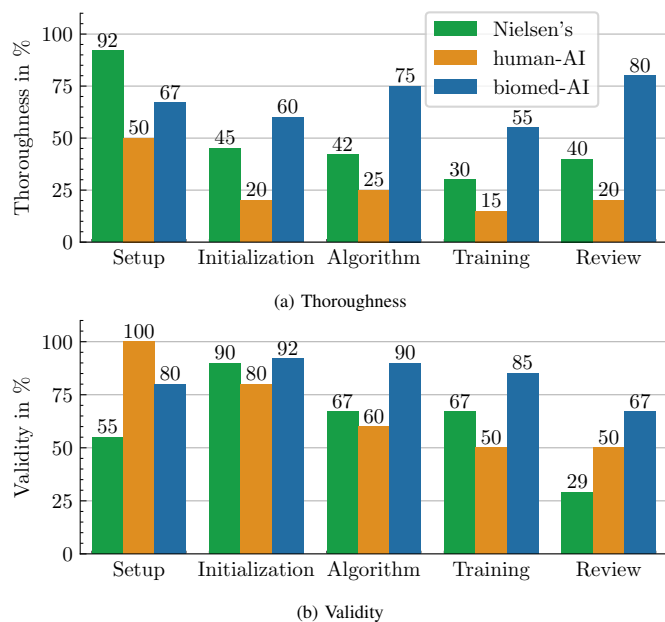 Thoroughness in %
100
75
50
25
0
92 50 67 45 20 60 42 25 75 30 15 55 40 20 80
Nielsen's
human-AI
biomed-AI
Setup Initialization Algorithm Training Review
(a) Thoroughness
Validity in %
100
75
50
25
0
55 100 80 90 80 92 67 60 90 67 50 85 29 50 67
Setup Initialization Algorithm Training Review
(b) Validity